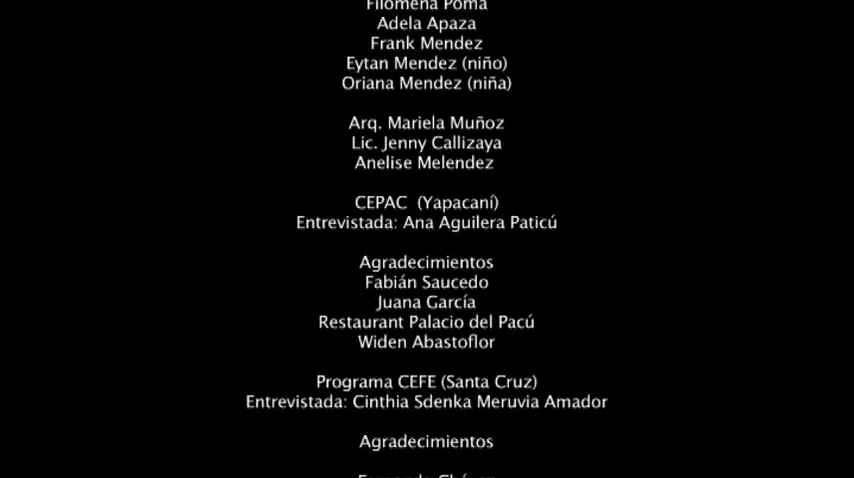 Filomena Poma
Adela Apaza
Frank Mendez
Eytan Mendez (niño)
Oriana Mendez (niña)
Arq. Mariela Muñoz
Lic. Jenny Callizaya
Anelise Melendez
CEPAC (Yapacaní)
Entrevistada: Ana Aguilera Paticú
Agradecimientos
Fabián Saucedo
Juana García
Restaurant Palacio del Pacú
Widen Abastoflor
Programa CEFE (Santa Cruz)
Entrevistada: Cinthia Sdenka Meruvia Amador
Agradecimientos